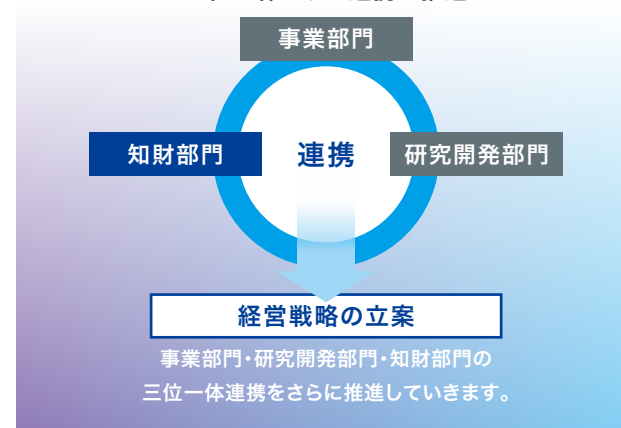 事業部門
知財部門
連携
研究開発部門
経営戦略の立案
事業部門・研究開発部門・知財部門の
三位一体連携をさらに推進していきます。